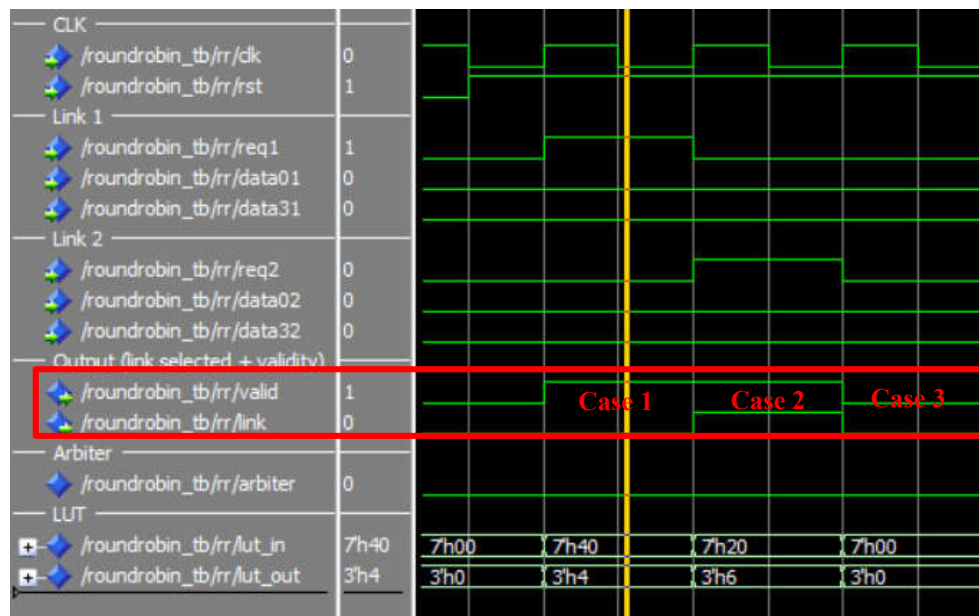 CLK
/roundrobin_tb/rr/clk 0
/roundrobin_tb/rr/rst 1
Link 1
/roundrobin_tb/rr/req1 1
/roundrobin_tb/rr/data01 0
/roundrobin_tb/rr/data31 0
Link 2
/roundrobin_tb/rr/req2 0
/roundrobin_tb/rr/data02 0
/roundrobin_tb/rr/data32 0
Output (link selected + validity)
/roundrobin_tb/rr/valid 1 Case 1 Case 2 Case 3
/roundrobin_tb/rr/link 0
Arbiter
/roundrobin_tb/rr/arbiter 0
LUT
/roundrobin_tb/rr/lut_in 7'h40 7'h00 7'h40 7'h20 7'h00
/roundrobin_tb/rr/lut_out 3'h4 3'h0 3'h4 3'h6 3'h0